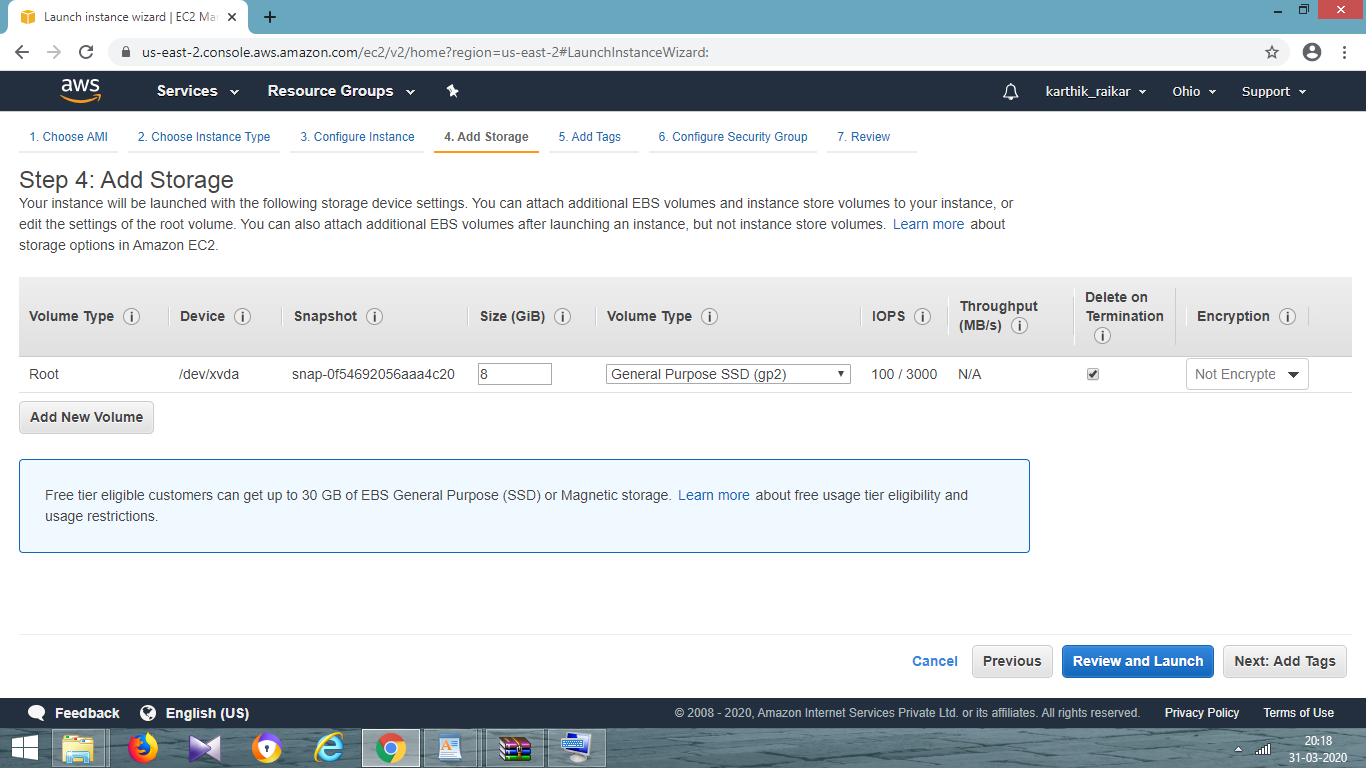 Launch instance wizard | EC2 Ma
us-east-2.console.aws.amazon.com/ec2/v2/home?region=us-east-2#LaunchInstanceWizard:
aws Services Resource Groups karthik_raikar Ohio Support
1. Choose AMI 2. Choose Instance Type 3. Configure Instance 4. Add Storage 5. Add Tags 6. Configure Security Group 7. Review
Step 4: Add Storage
Your instance will be launched with the following storage device settings. You can attach additional EBS volumes and instance store volumes to your instance, or
edit the settings of the root volume. You can also attach additional EBS volumes after launching an instance, but not instance store volumes. Learn more about
storage options in Amazon EC2.
Volume Type i Device i Snapshot i Size (GiB) i Volume Type i IOPS i Throughput (MB/s) i Delete on Termination i Encryption i
Root /dev/xvda snap-0f54692056aaa4c20 8 General Purpose SSD (gp2) 100 / 3000 N/A Not Encrypte
Add New Volume
Free tier eligible customers can get up to 30 GB of EBS General Purpose (SSD) or Magnetic storage. Learn more about free usage tier eligibility and
usage restrictions.
Cancel Previous Review and Launch Next: Add Tags
Feedback English (US) © 2008 - 2020, Amazon Internet Services Private Ltd. or its affiliates. All rights reserved. Privacy Policy Terms of Use
20:18
31-03-2020